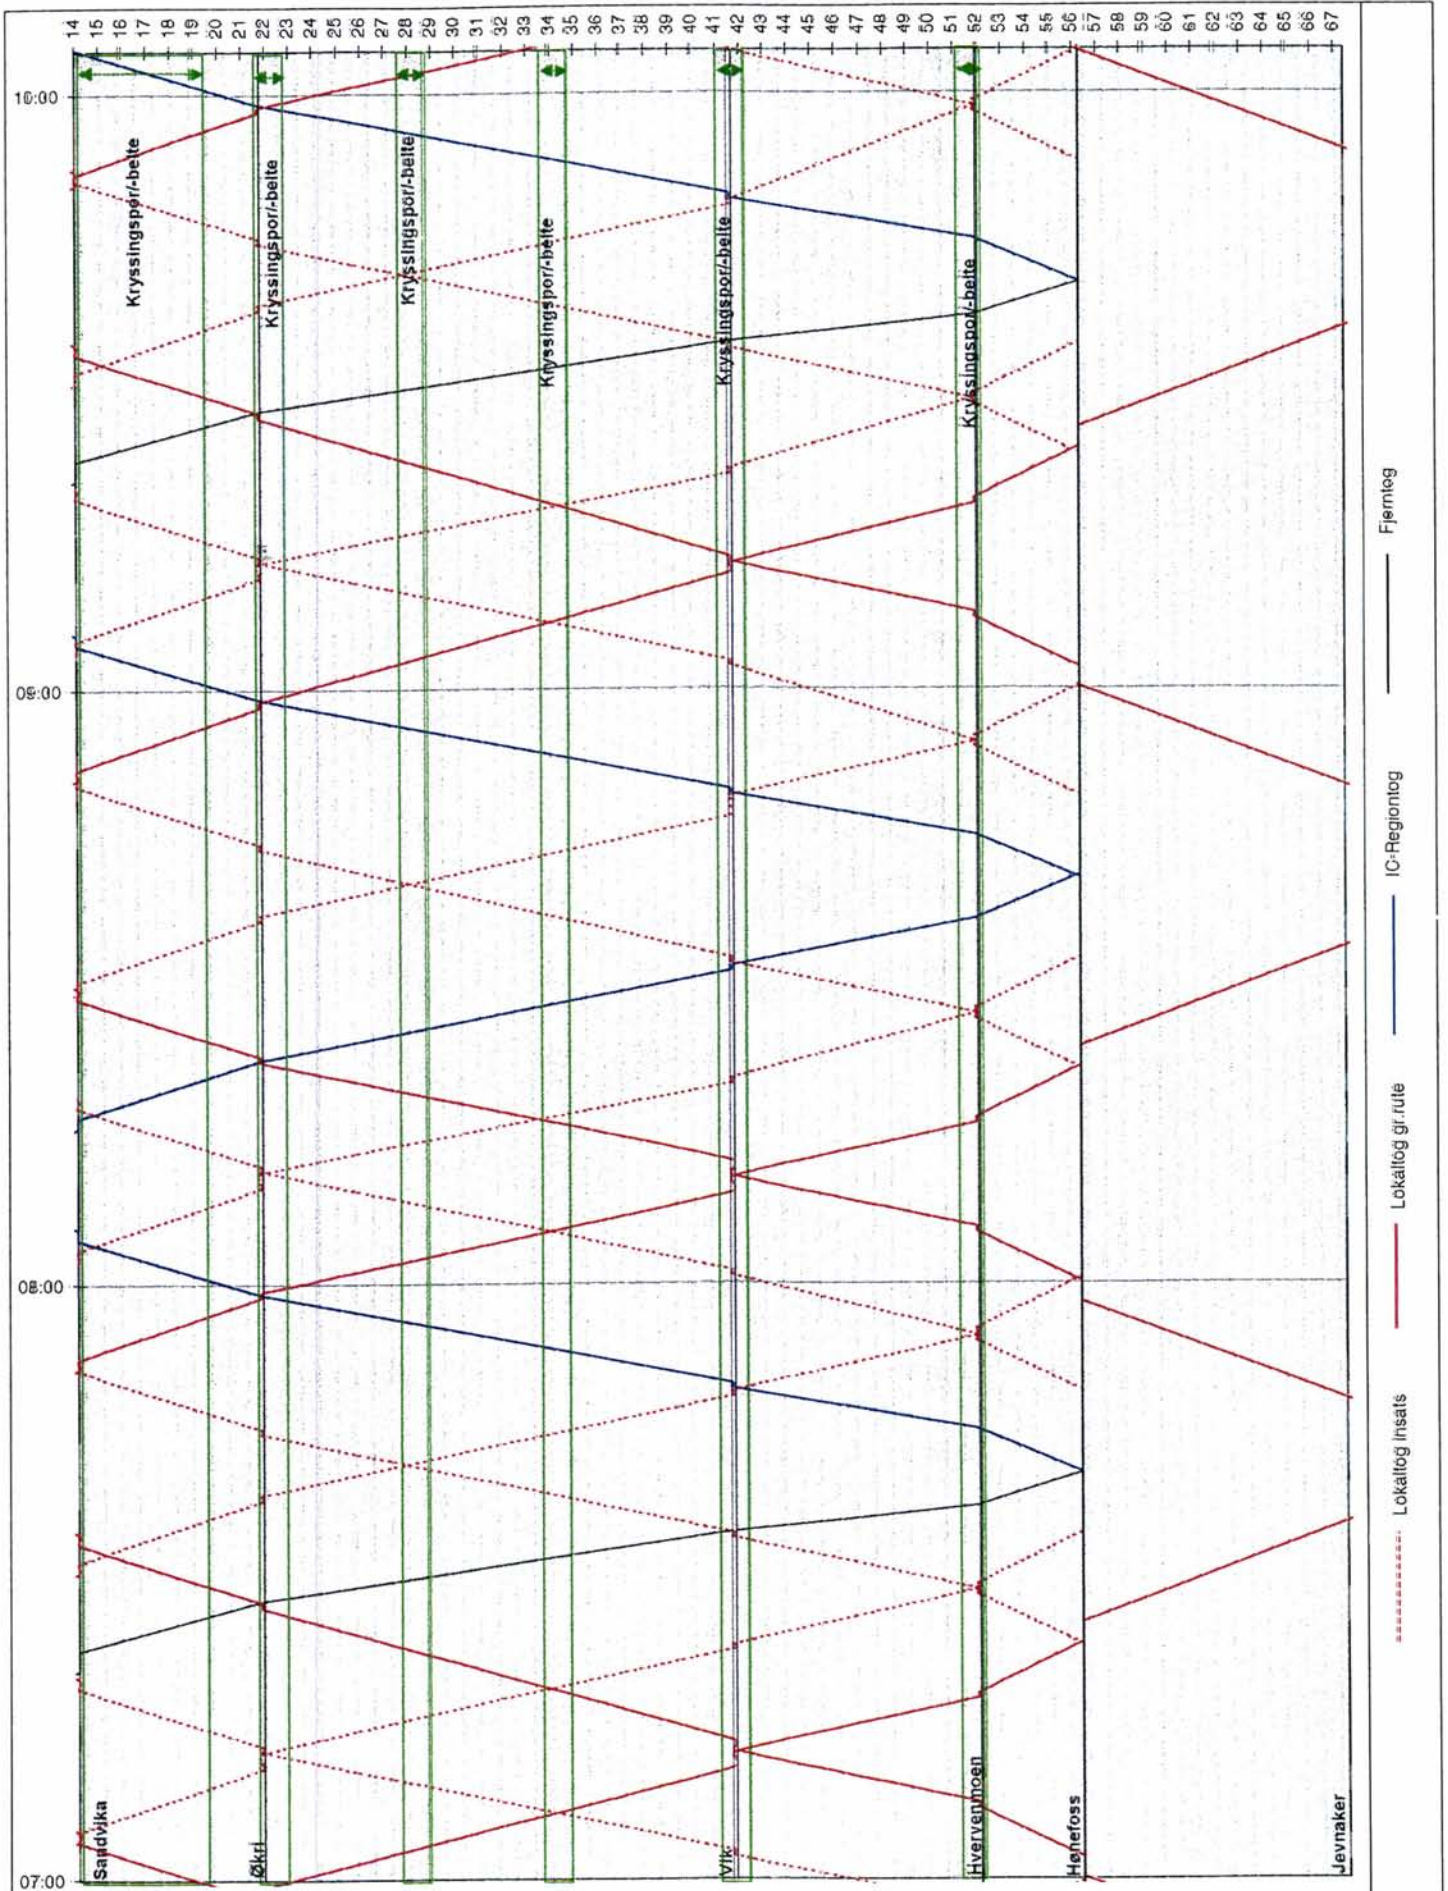 14 15 16 17 18 19 20 21 22 23 24 25 26 27 28 29 30 31 32 33 34 35 36 37 38 39 40 41 42 43 44 45 46 47 48 49 50 51 52 53 54 55 56 57 58 59 60 61 62 63 64 65 66 67
10:00
09:00
08:00
07:00
Kryssingspor/-belte
Kryssingspor/-belte
Kryssingspor/-belte
Kryssingspor/-belte
Kryssingspor/-belte
Kryssingspor/-belte
Sandvika
Økri
Vik
Hvervenmoen
Hønefoss
Jevnaker
Lokaltog insats
Lokaltog gr.rute
IC-Regiontog
Fjerntog